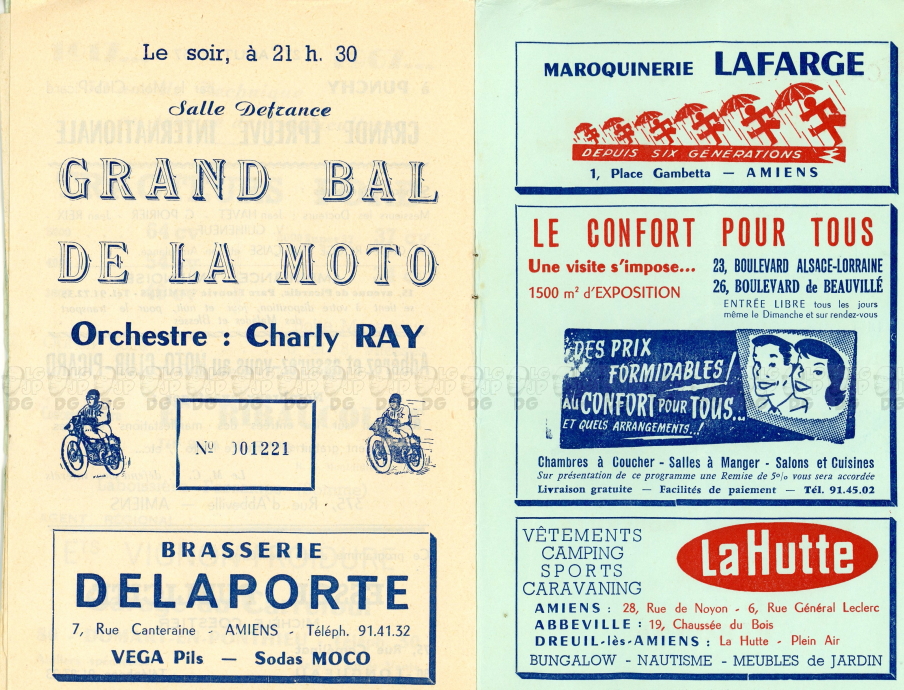 Le soir, à 21 h. 30
Salle Defrance
GRAND BAL
DE LA MOTO
Orchestre : Charly RAY
Nº 001221
BRASSERIE
DELAPORTE
7, Rue Canteraine - AMIENS - Téléph. 91.41.32
VEGA Pils — Sodas MOCO
MAROQUINERIE LAFARGE
DEPUIS SIX GÉNÉRATIONS
1, Place Gambetta — AMIENS
LE CONFORT POUR TOUS
Une visite s'impose...
1500 m² d'EXPOSITION
23, BOULEVARD ALSACE-LORRAINE
26, BOULEVARD de BEAUVILLÉ
ENTRÉE LIBRE tous les jours
même le Dimanche et sur rendez-vous
DES PRIX
FORMIDABLES !
AU CONFORT POUR TOUS...
ET QUELS ARRANGEMENTS...!
Chambres à Coucher - Salles à Manger - Salons et Cuisines
Sur présentation de ce programme une Remise de 5% vous sera accordée
Livraison gratuite — Facilités de paiement — Tél. 91.45.02
VÊTEMENTS
CAMPING
SPORTS
CARAVANING
La Hutte
AMIENS : 28, Rue de Noyon - 6, Rue Général Leclerc
ABBEVILLE : 19, Chaussée du Bois
DREUIL-lès-AMIENS : La Hutte - Plein Air
BUNGALOW - NAUTISME - MEUBLES de JARDIN